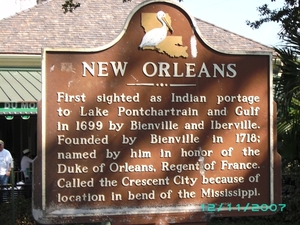 NEW ORLEANS
First sighted as Indian portage
to Lake Pontchartrain and Gulf
in 1699 by Bienville and Iberville.
Founded by Bienville in 1718;
named by him in honor of the
Duke of Orleans, Regent of France.
Called the Crescent City because of
location in bend of the Mississippi.
12/11/2007